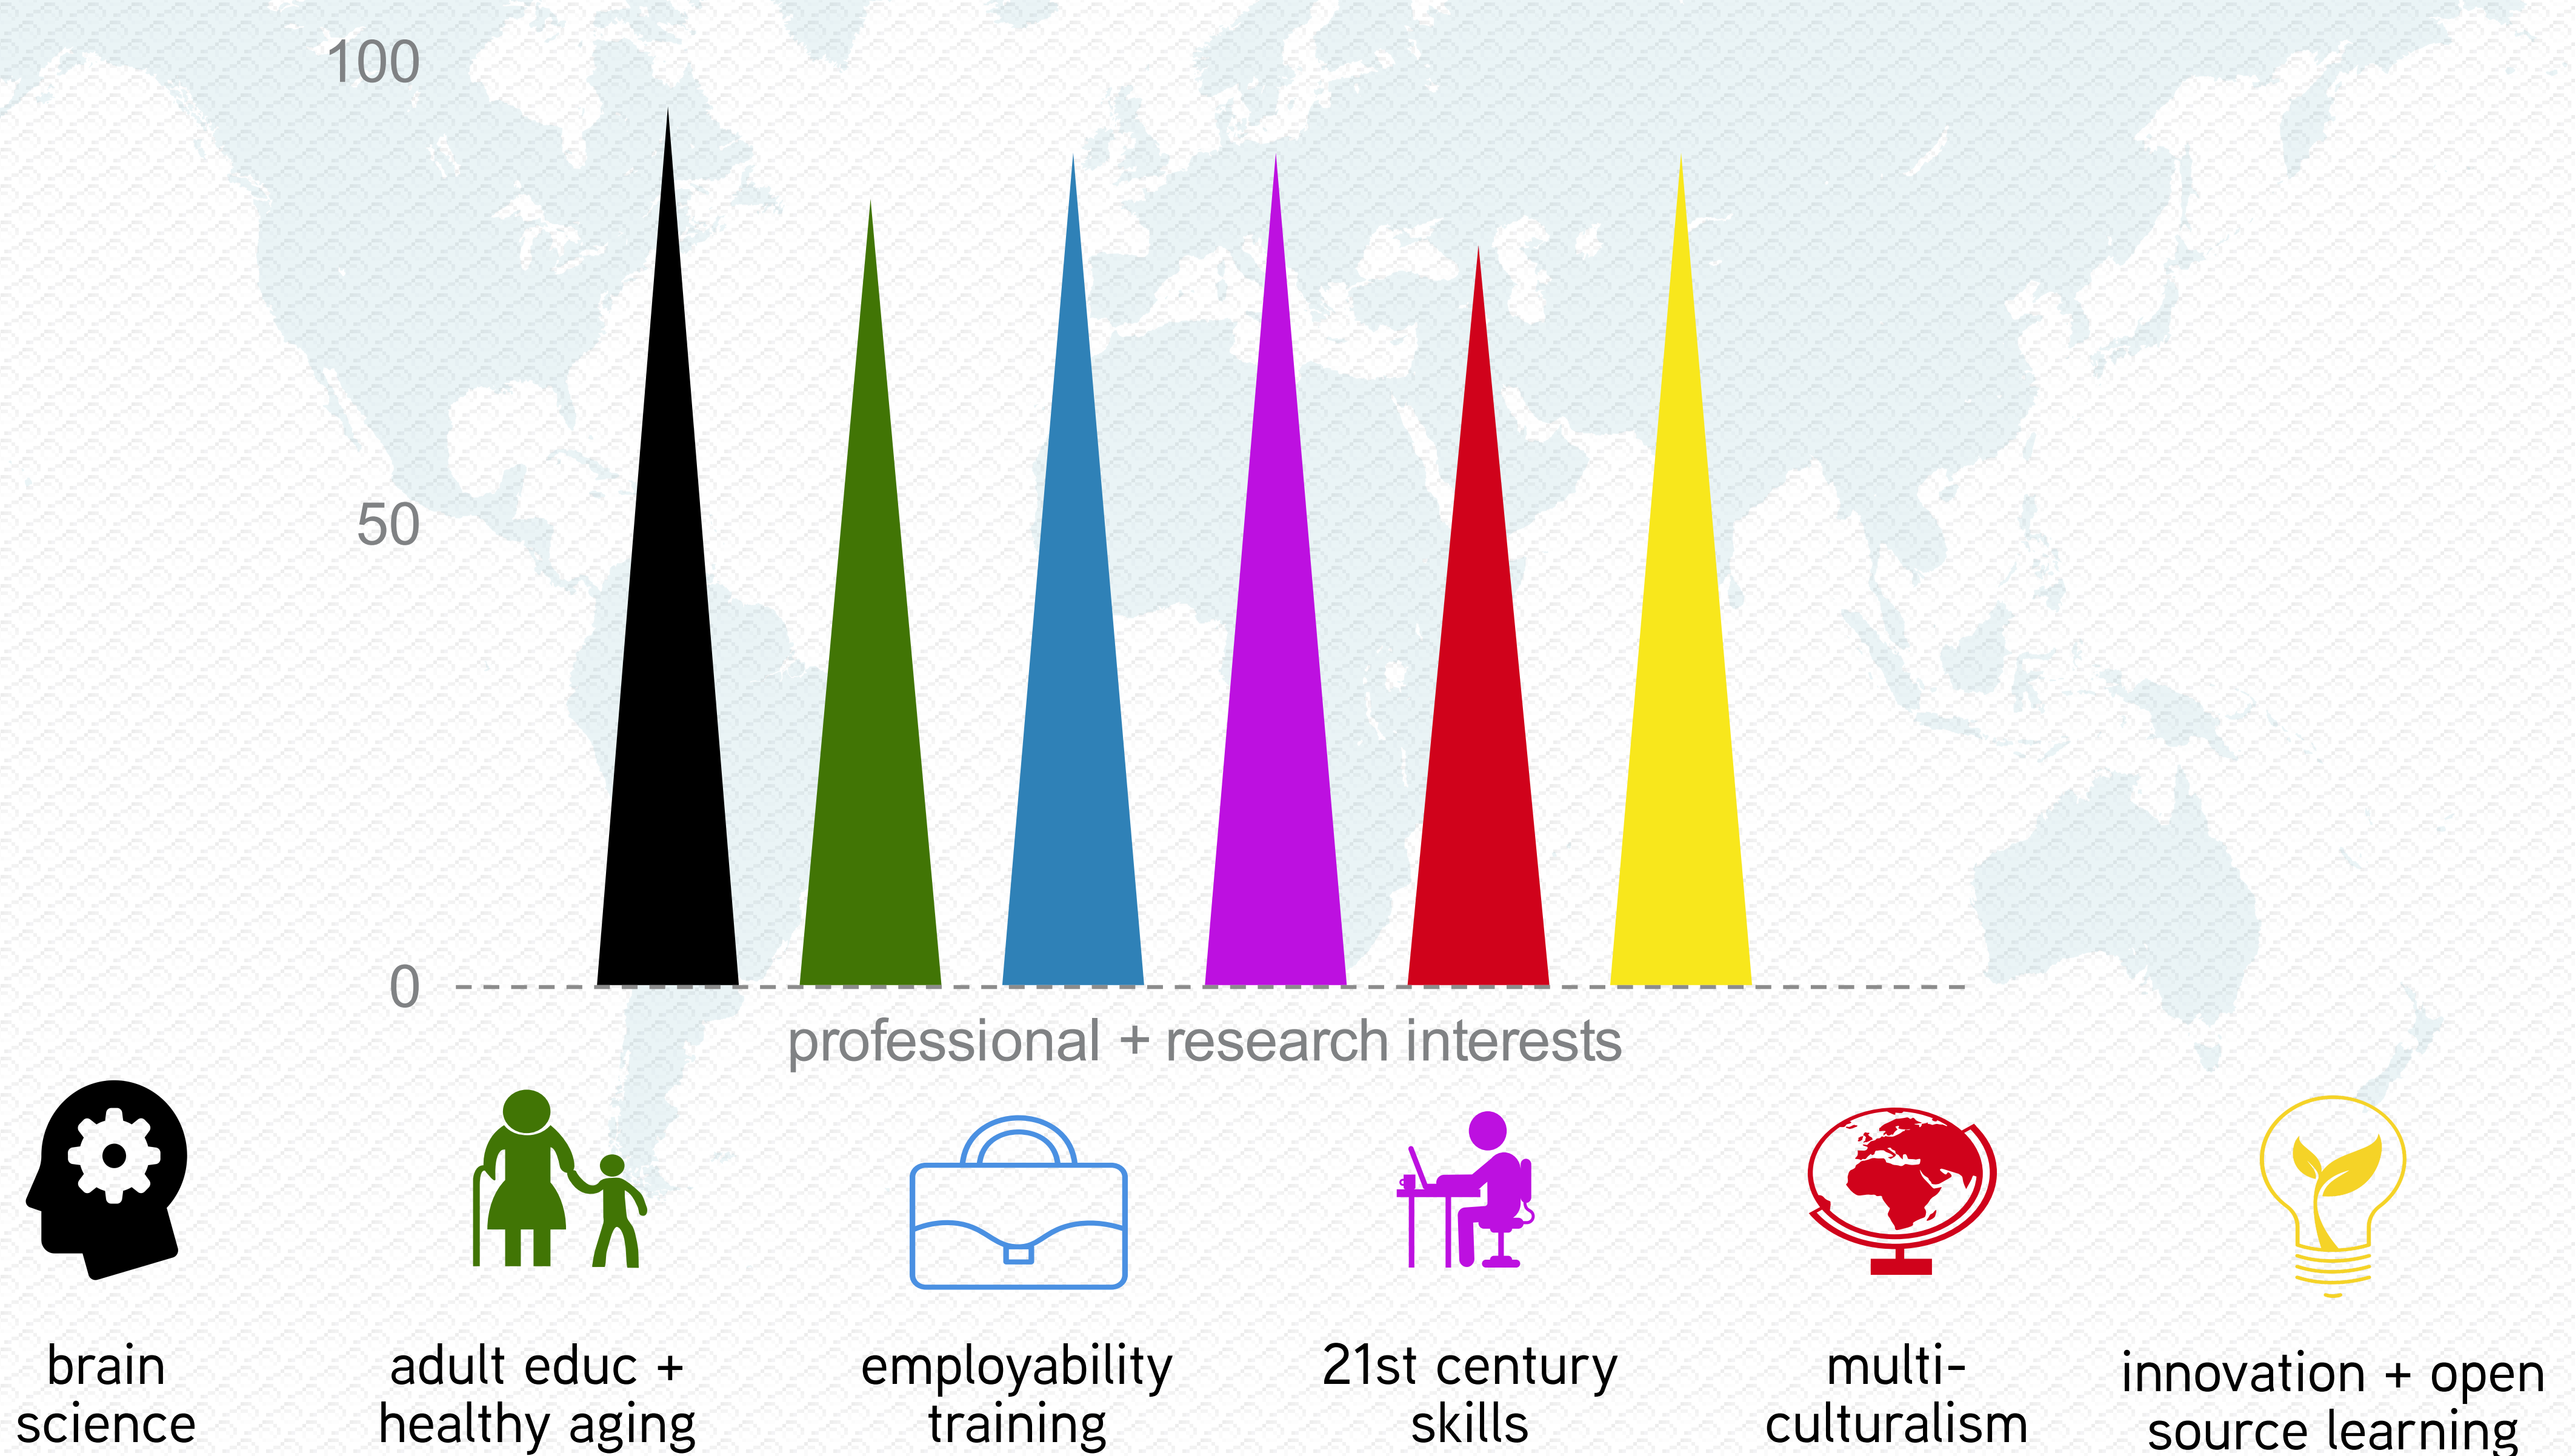 100
50
0
professional + research interests
brain
science
adult educ +
healthy aging
employability
training
21st century
skills
multi-
culturalism
innovation + open
source learning